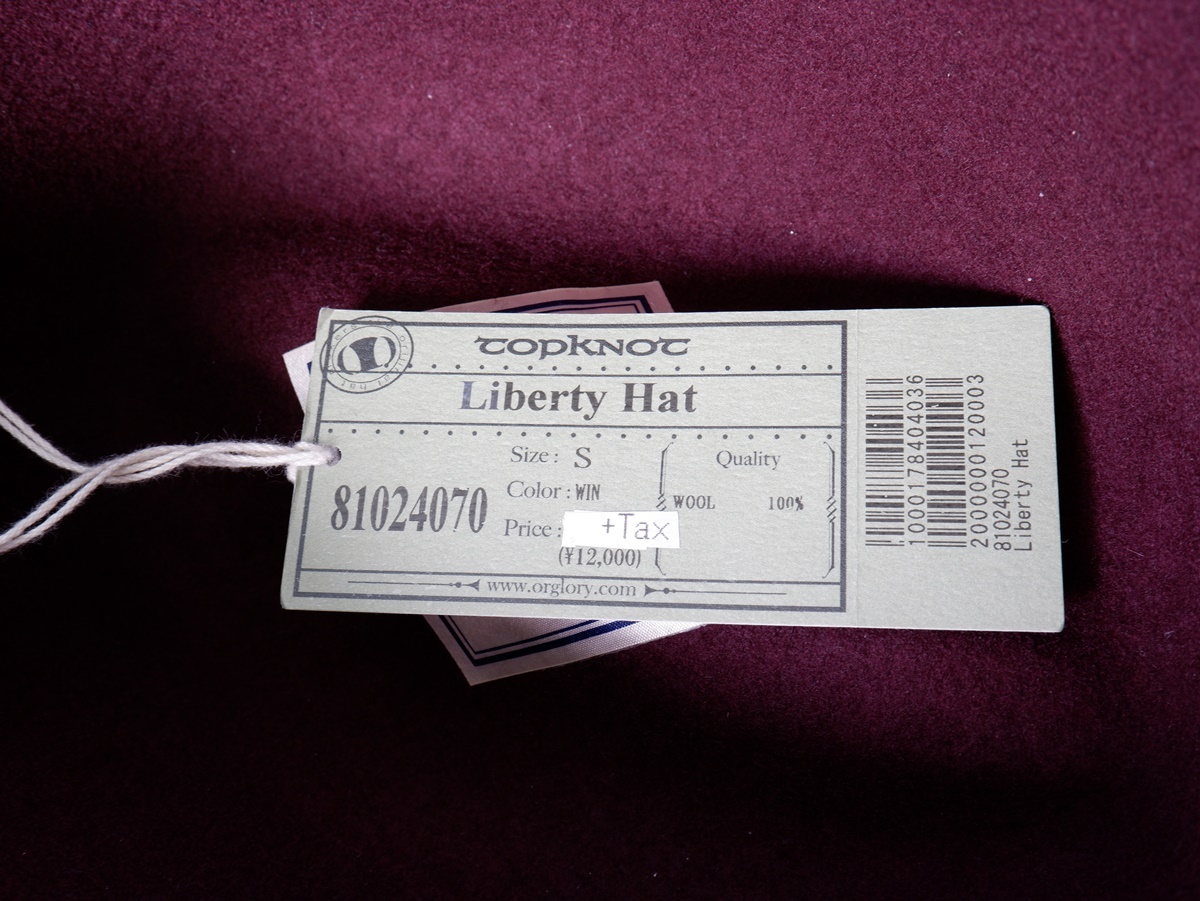 TOPKNOT
Liberty Hat
81024070
Size : S
Color : WIN
Price : +Tax
(¥12,000)
Quality
WOOL 100%
www.orglory.com
1000178404036
2000000120003
81024070
Liberty Hat